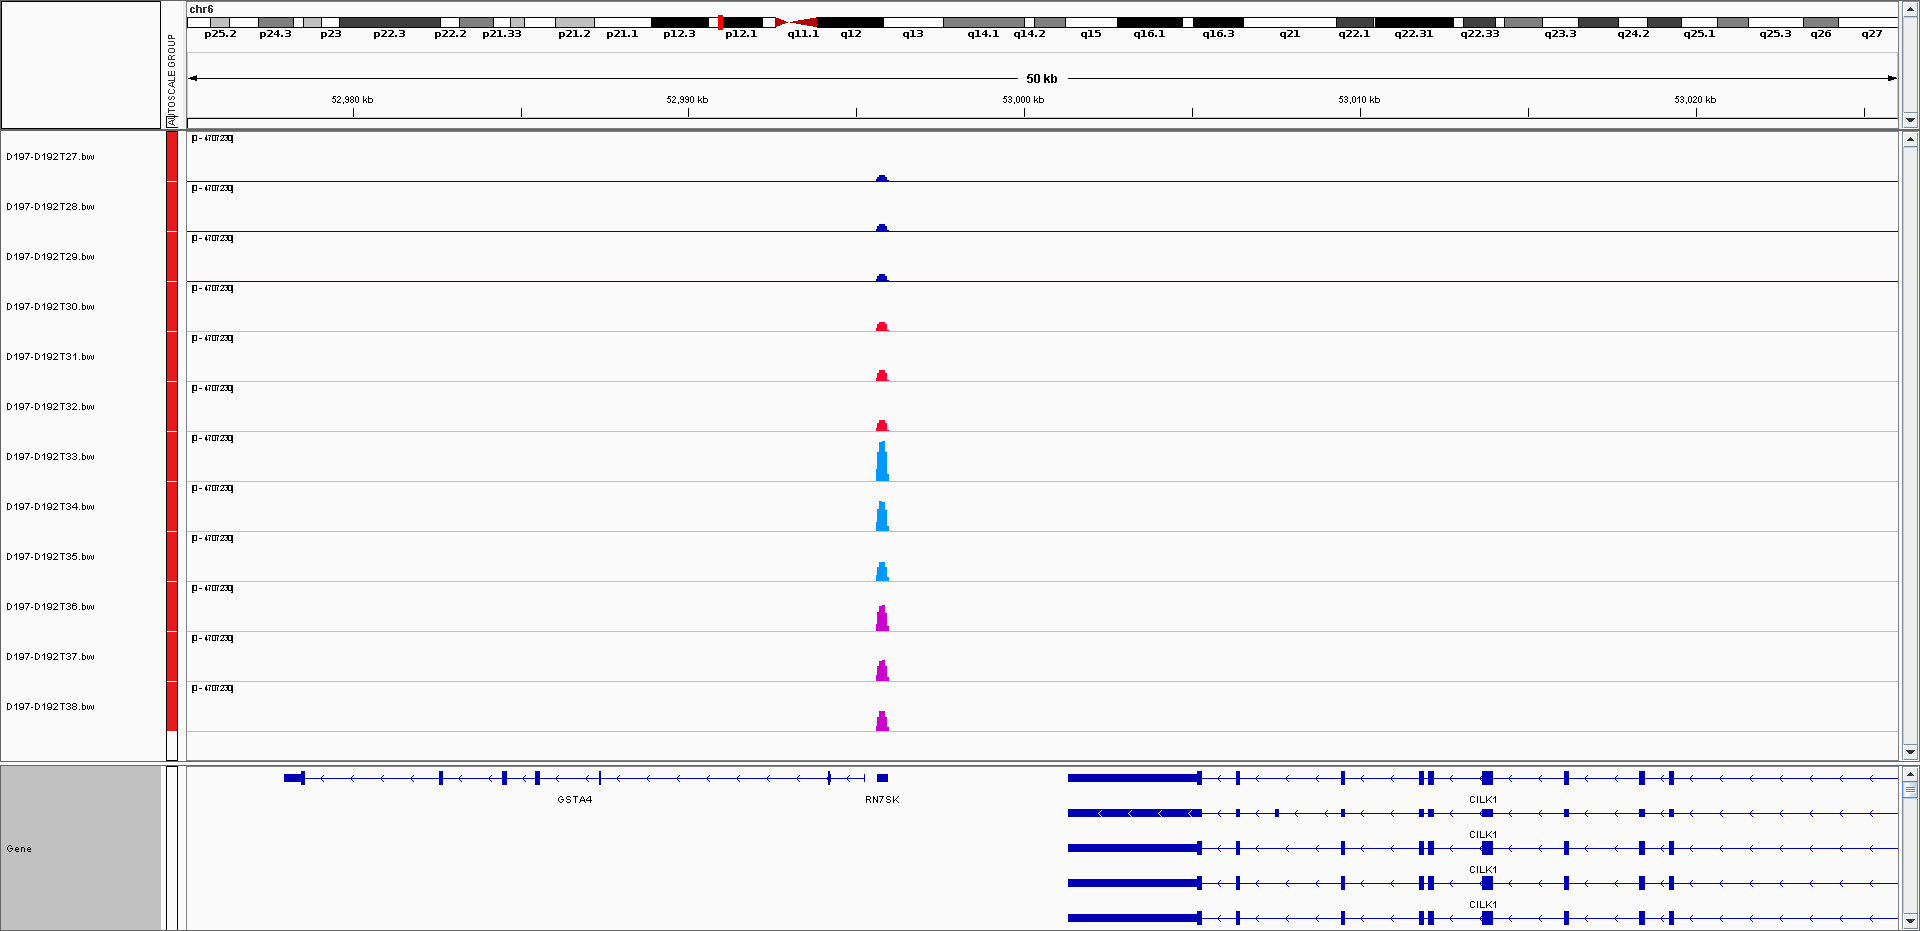 chr6
p25.2 p24.3 p23 p22.3 p22.2 p21.33 p21.2 p21.1 p12.3 p12.1 q11.1 q12 q13 q14.1 q14.2 q15 q16.1 q16.3 q21 q22.1 q22.31 q22.33 q23.3 q24.2 q25.1 q25.3 q26 q27
50 kb
52,980 kb 52,990 kb 53,000 kb 53,010 kb 53,020 kb
AUTOSCALE GROUP
D197-D192T27.bw
D197-D192T28.bw
D197-D192T29.bw
D197-D192T30.bw
D197-D192T31.bw
D197-D192T32.bw
D197-D192T33.bw
D197-D192T34.bw
D197-D192T35.bw
D197-D192T36.bw
D197-D192T37.bw
D197-D192T38.bw
GSTA4 RN7SK CILK1
CILK1
Gene
CILK1
CILK1